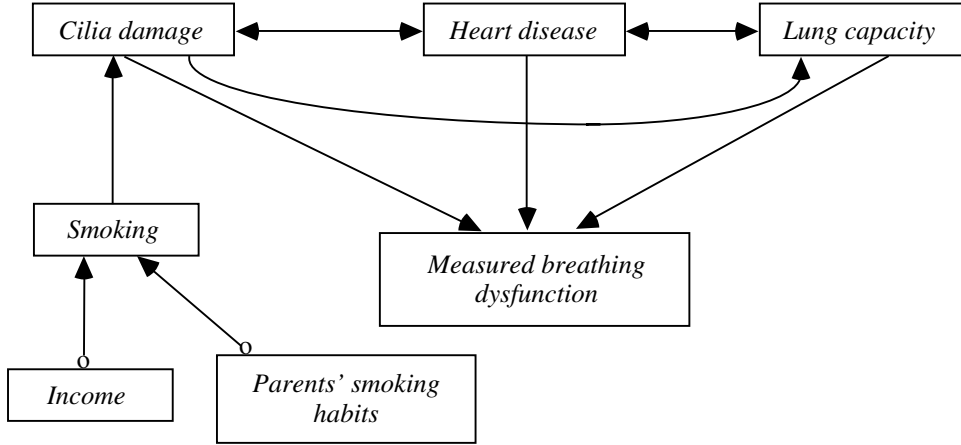 Cilia damage
Heart disease
Lung capacity
Smoking
Measured breathing
dysfunction
Income
Parents’ smoking
habits